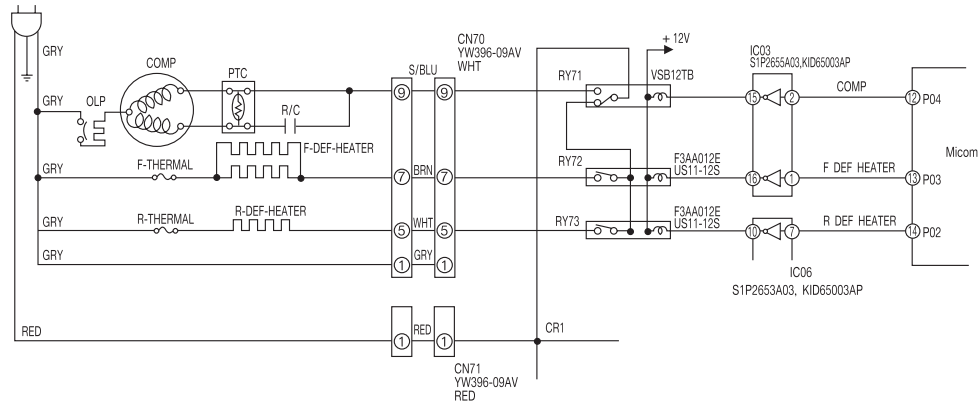 GRY
COMP
PTC
CN70
YW396-09AV
WHT
+ 12V
IC03
S1P2655A03,KID65003AP
S/BLU
RY71
VSB12TB
GRY
OLP
R/C
9
9
15
2
COMP
12
P04
Micom
F-DEF-HEATER
GRY
F-THERMAL
7
BRN
7
RY72
F3AA012E
US11-12S
16
1
F DEF HEATER
13
P03
GRY
R-THERMAL
R-DEF-HEATER
5
WHT
5
RY73
F3AA012E
US11-12S
10
7
R DEF HEATER
14
P02
GRY
1
GRY
1
IC06
S1P2653A03, KID65003AP
RED
1
RED
1
CR1
CN71
YW396-09AV
RED